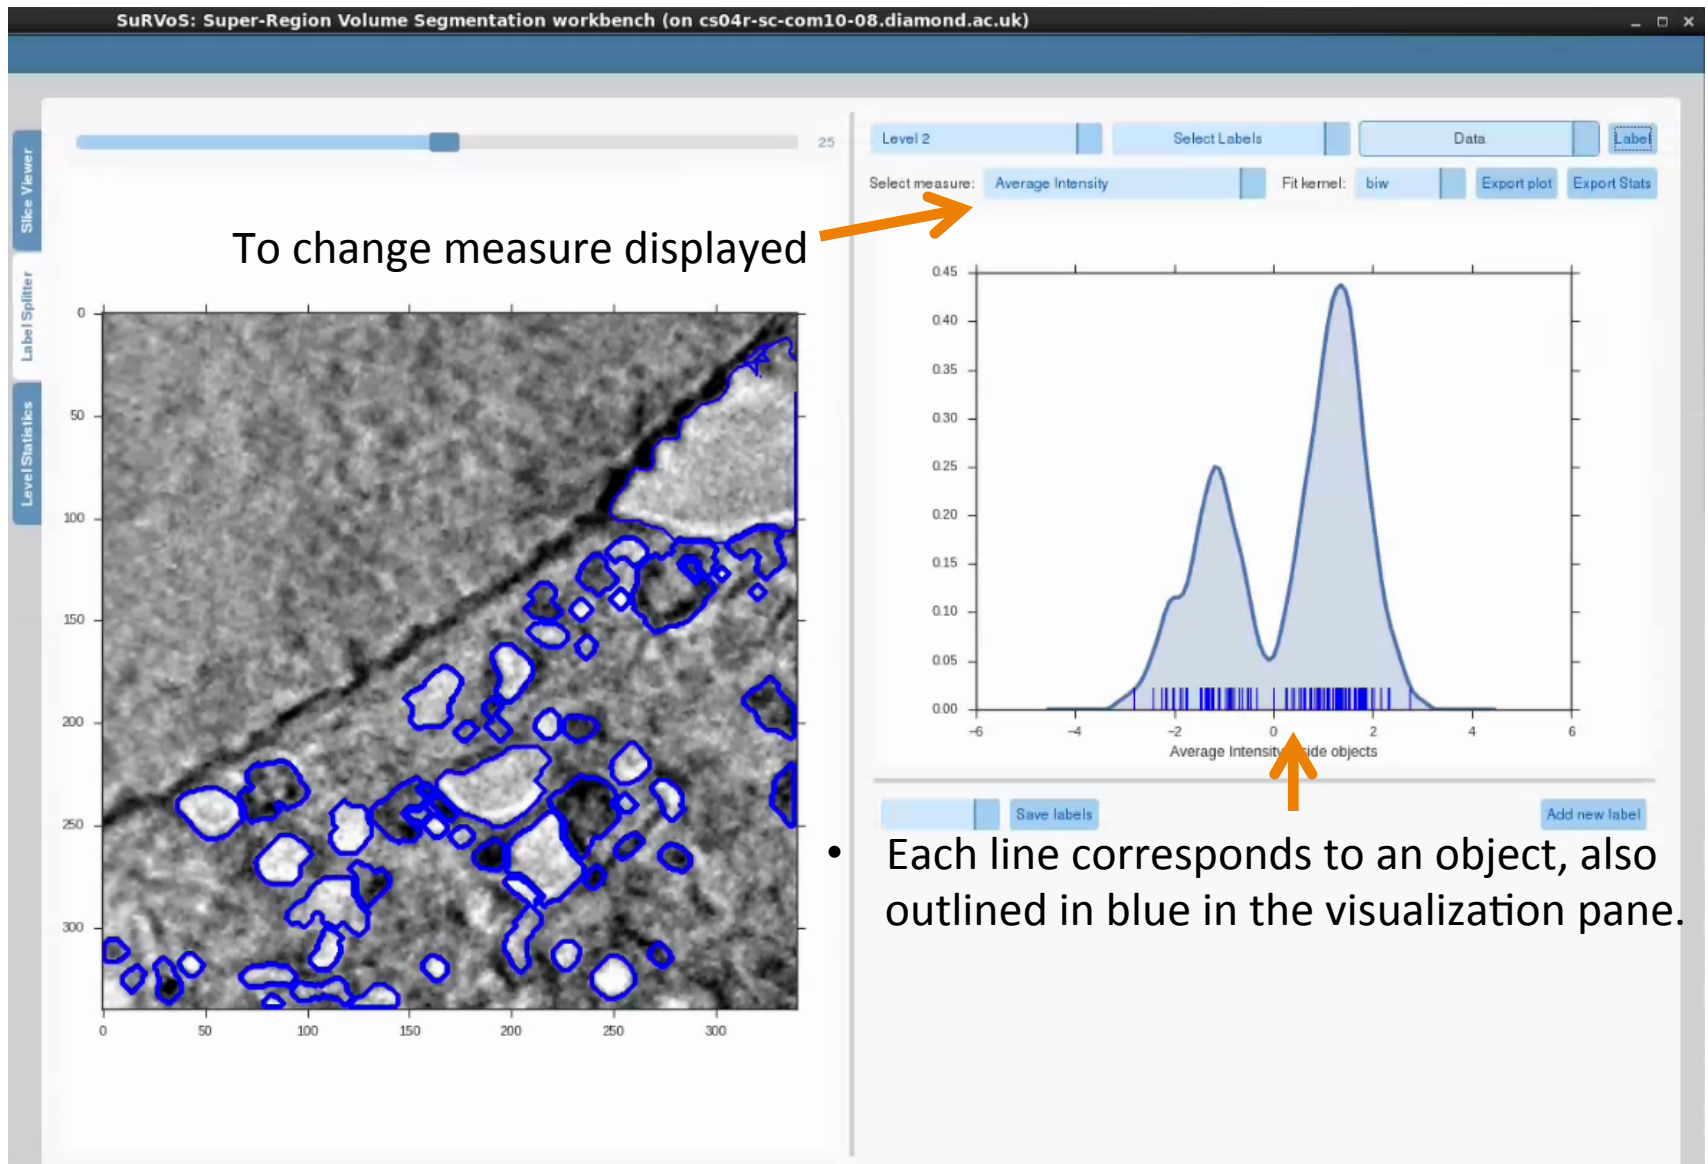 SuRVoS: Super-Region Volume Segmentation workbench (on cs04r-sc-com10-08.diamond.ac.uk)
Slice Viewer
Label Splitter
Level Statistics
25
Level 2
Select Labels
Data
Label
Select measure:
Average Intensity
Fit kernel:
biw
Export plot
Export Stats
To change measure displayed
0
50
100
150
200
250
300
0 50 100 150 200 250 300
0.45
0.40
0.35
0.30
0.25
0.20
0.15
0.10
0.05
0.00
−6 −4 −2 0 2 4 6
Average Intensity side objects
Save labels
Add new label
• Each line corresponds to an object, also
outlined in blue in the visualization pane.